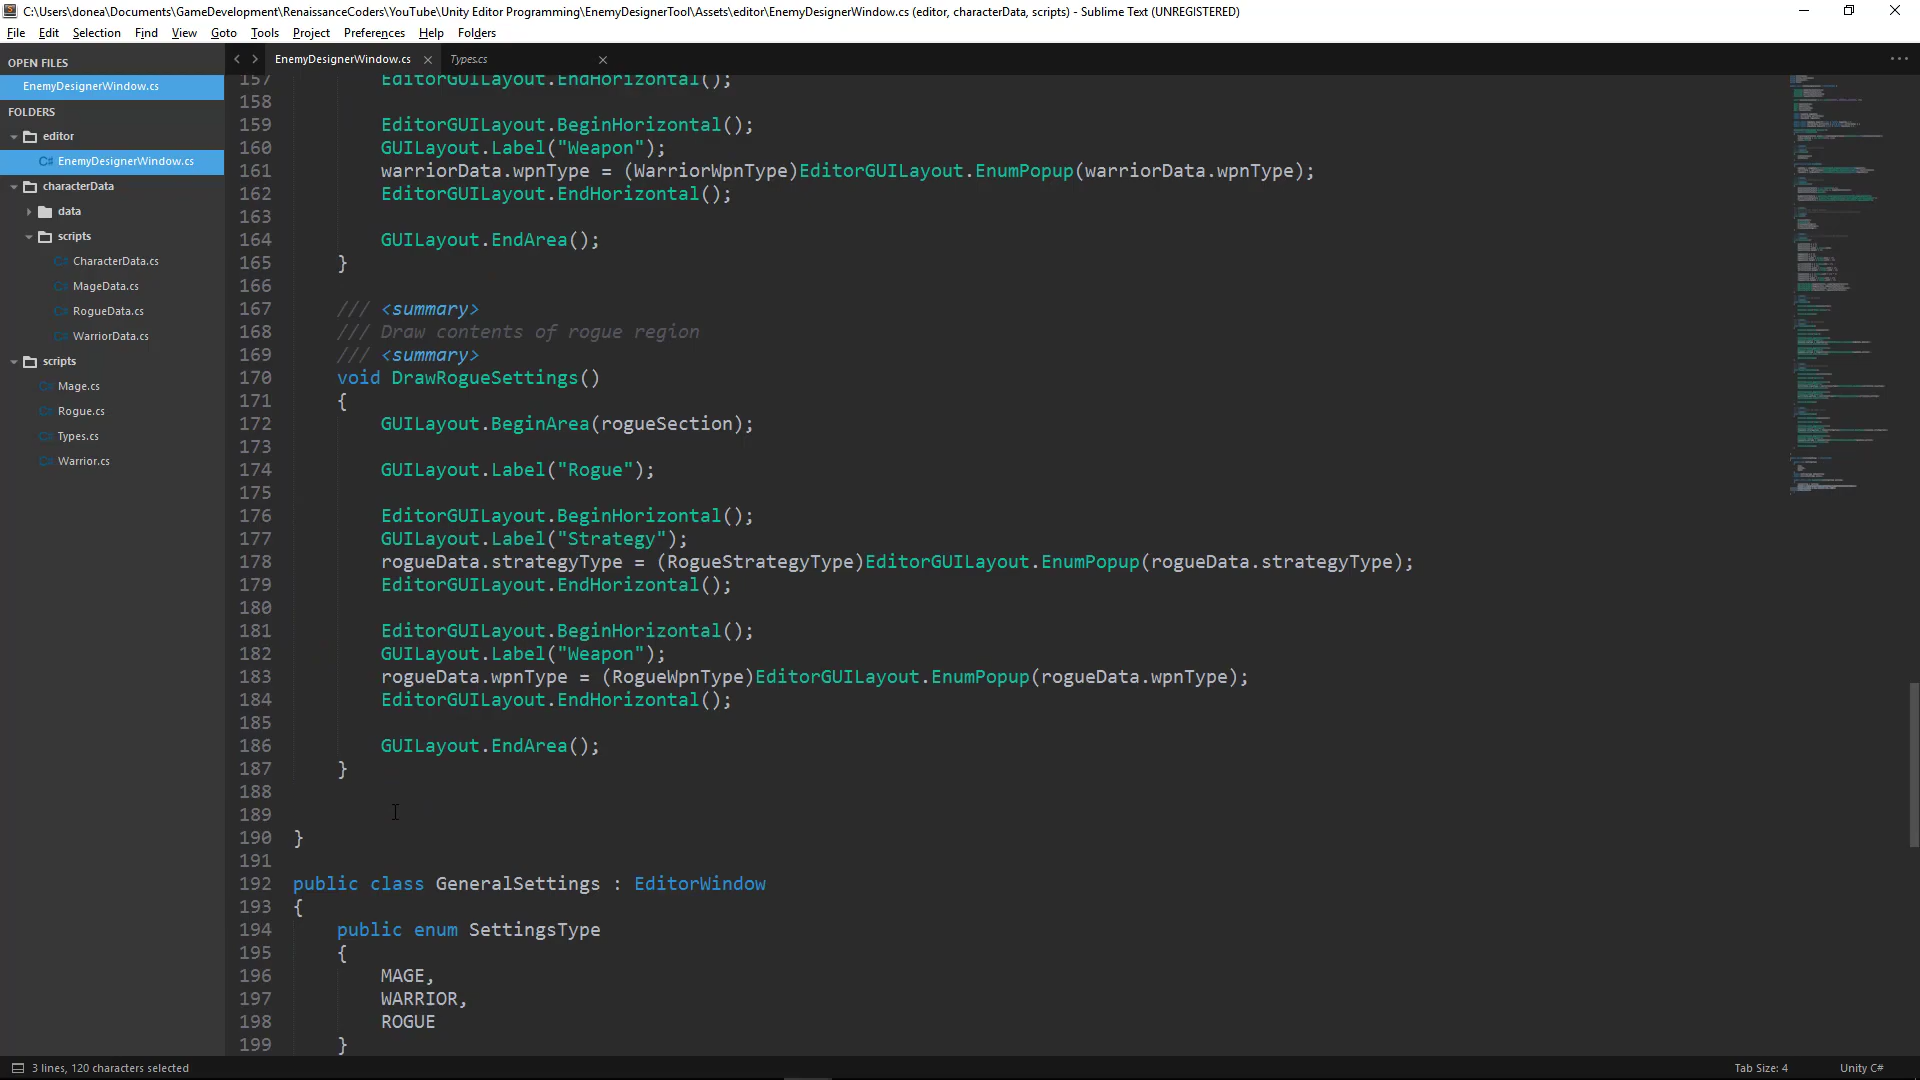 C:\Users\donea\Documents\GameDevelopment\RenaissanceCoders\YouTube\Unity Editor Programming\EnemyDesignerTool\Assets\editor\EnemyDesignerWindow.cs (editor, characterData, scripts) - Sublime Text (UNREGISTERED)
File Edit Selection Find View Goto Tools Project Preferences Help Folders
OPEN FILES
EnemyDesignerWindow.cs
FOLDERS
editor
EnemyDesignerWindow.cs
characterData
data
scripts
CharacterData.cs
MageData.cs
RogueData.cs
WarriorData.cs
scripts
Mage.cs
Rogue.cs
Types.cs
Warrior.cs
EnemyDesignerWindow.cs Types.cs
157 EditorGUILayout.EndHorizontal();
158
159 EditorGUILayout.BeginHorizontal();
160 GUILayout.Label("Weapon");
161 warriorData.wpnType = (WarriorWpnType)EditorGUILayout.EnumPopup(warriorData.wpnType);
162 EditorGUILayout.EndHorizontal();
163
164 GUILayout.EndArea();
165 }
166
167 /// <summary>
168 /// Draw contents of rogue region
169 /// <summary>
170 void DrawRogueSettings()
171 {
172 GUILayout.BeginArea(rogueSection);
173
174 GUILayout.Label("Rogue");
175
176 EditorGUILayout.BeginHorizontal();
177 GUILayout.Label("Strategy");
178 rogueData.strategyType = (RogueStrategyType)EditorGUILayout.EnumPopup(rogueData.strategyType);
179 EditorGUILayout.EndHorizontal();
180
181 EditorGUILayout.BeginHorizontal();
182 GUILayout.Label("Weapon");
183 rogueData.wpnType = (RogueWpnType)EditorGUILayout.EnumPopup(rogueData.wpnType);
184 EditorGUILayout.EndHorizontal();
185
186 GUILayout.EndArea();
187 }
188
189
190 }
191
192 public class GeneralSettings : EditorWindow
193 {
194 public enum SettingsType
195 {
196 MAGE,
197 WARRIOR,
198 ROGUE
199 }
3 lines, 120 characters selected
Tab Size: 4 Unity C#